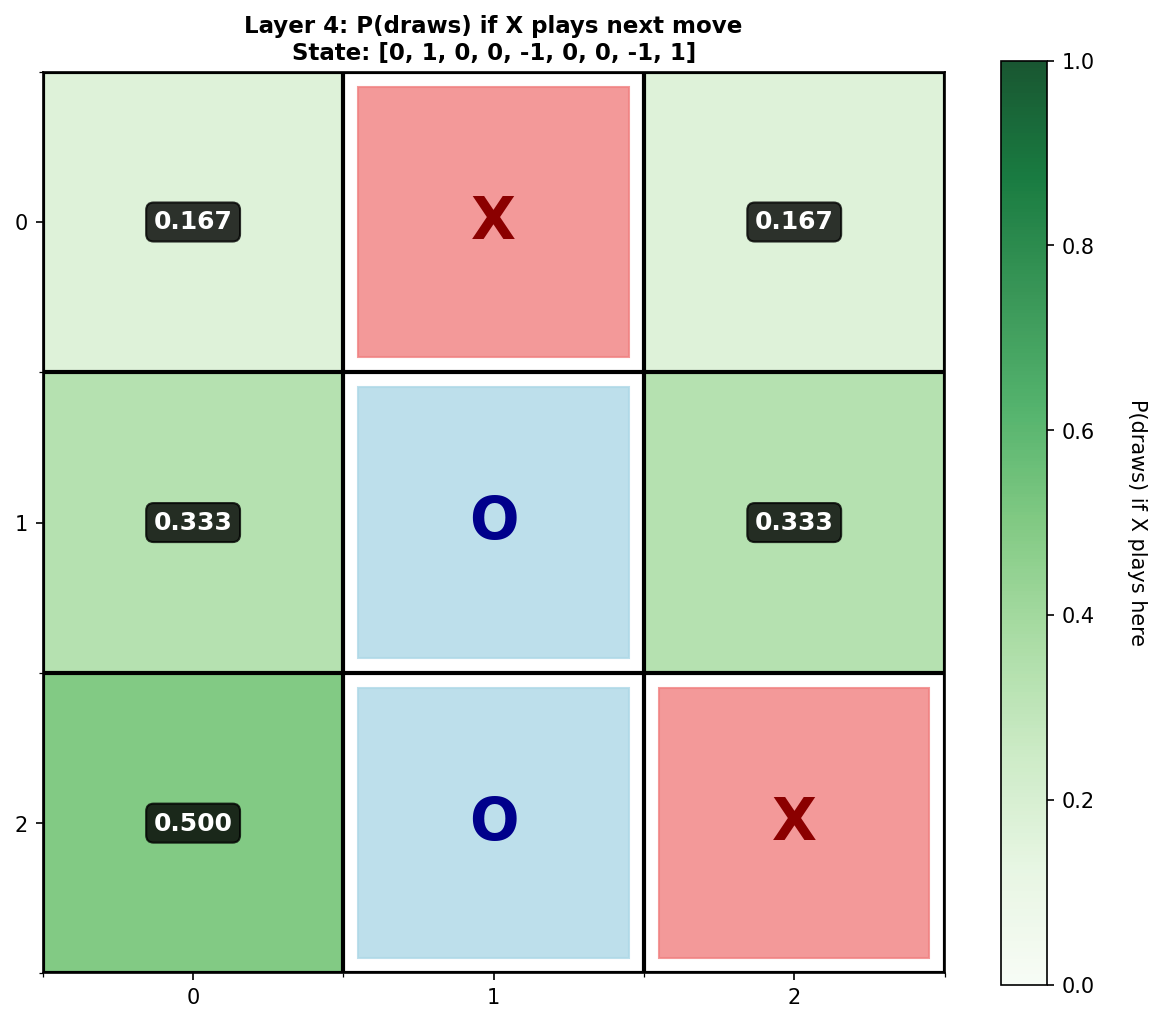 Layer 4: P(draws) if X plays next move
State: [0, 1, 0, 0, -1, 0, 0, -1, 1]
0.167
X
0.167
0
0.333
O
0.333
1
0.500
O
X
2
0
1
2
1.0
0.8
0.6
0.4
0.2
0.0
P(draws) if X plays here